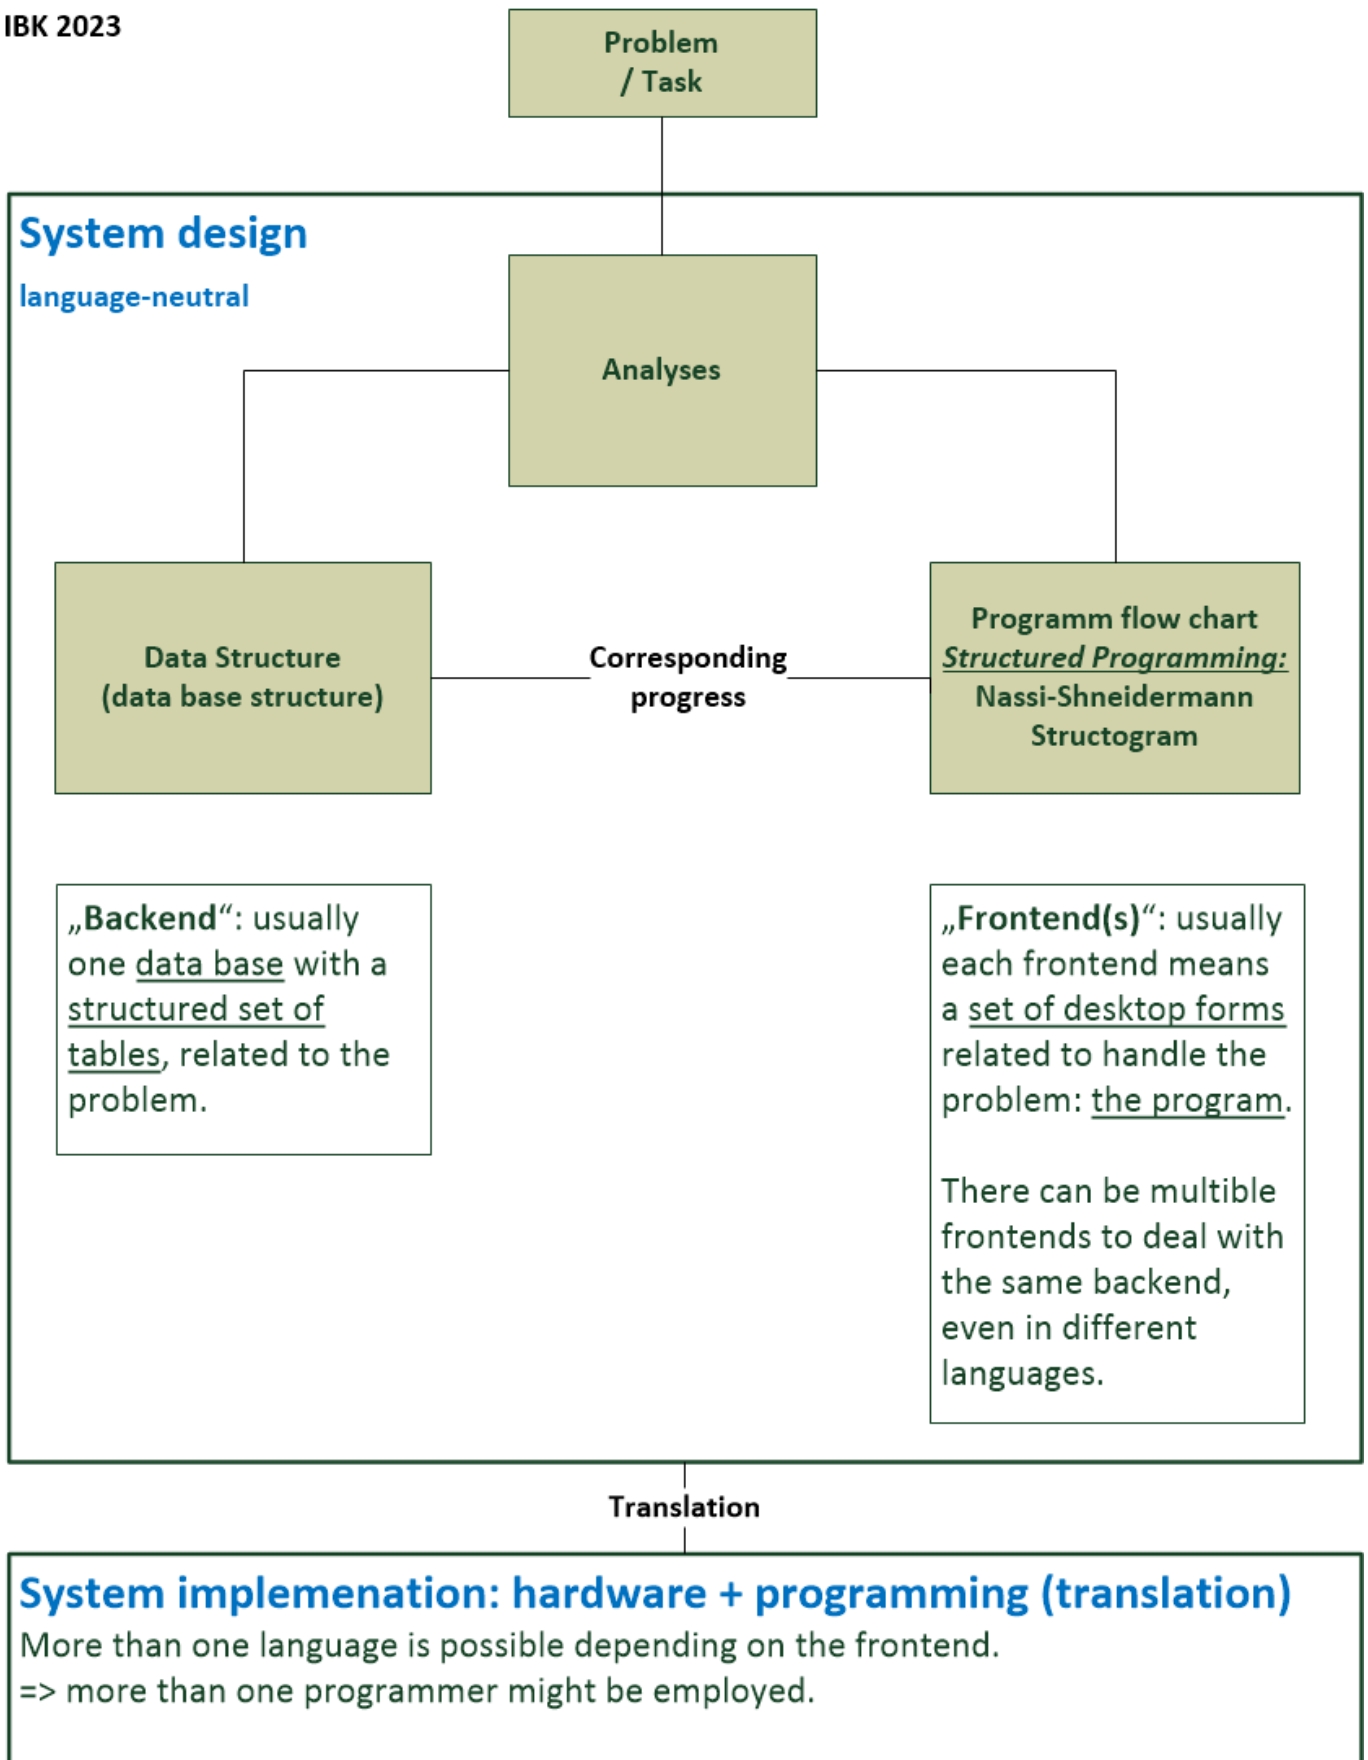 IBK 2023
Problem
/ Task
System design
language-neutral
Analyses
Data Structure
(data base structure)
Corresponding
progress
Programm flow chart
Structured Programming:
Nassi-Shneidermann
Structogram
„Backend“: usually
one data base with a
structured set of
tables, related to the
problem.
„Frontend(s)“: usually
each frontend means
a set of desktop forms
related to handle the
problem: the program.
There can be multible
frontends to deal with
the same backend,
even in different
languages.
Translation
System implemenation: hardware + programming (translation)
More than one language is possible depending on the frontend.
=> more than one programmer might be employed.